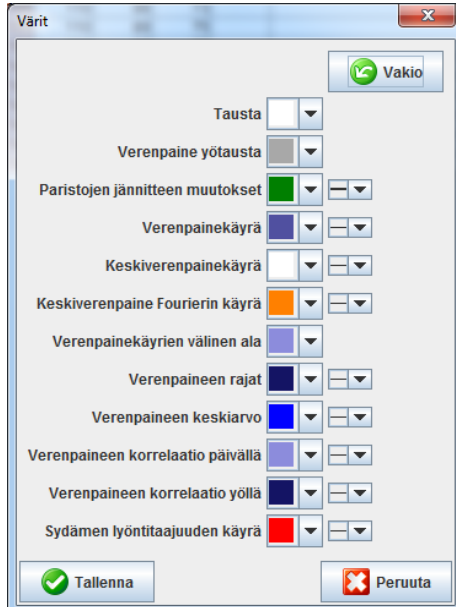 Värit
Vakio
Tausta
Verenpaine yötausta
Paristojen jännitteen muutokset
Verenpainekäyrä
Keskiverenpainekäyrä
Keskiverenpaine Fourierin käyrä
Verenpainekäyrien välinen ala
Verenpaineen rajat
Verenpaineen keskiarvo
Verenpaineen korrelaatio päivällä
Verenpaineen korrelaatio yöllä
Sydämen lyöntitaajuuden käyrä
Tallenna
Peruuta